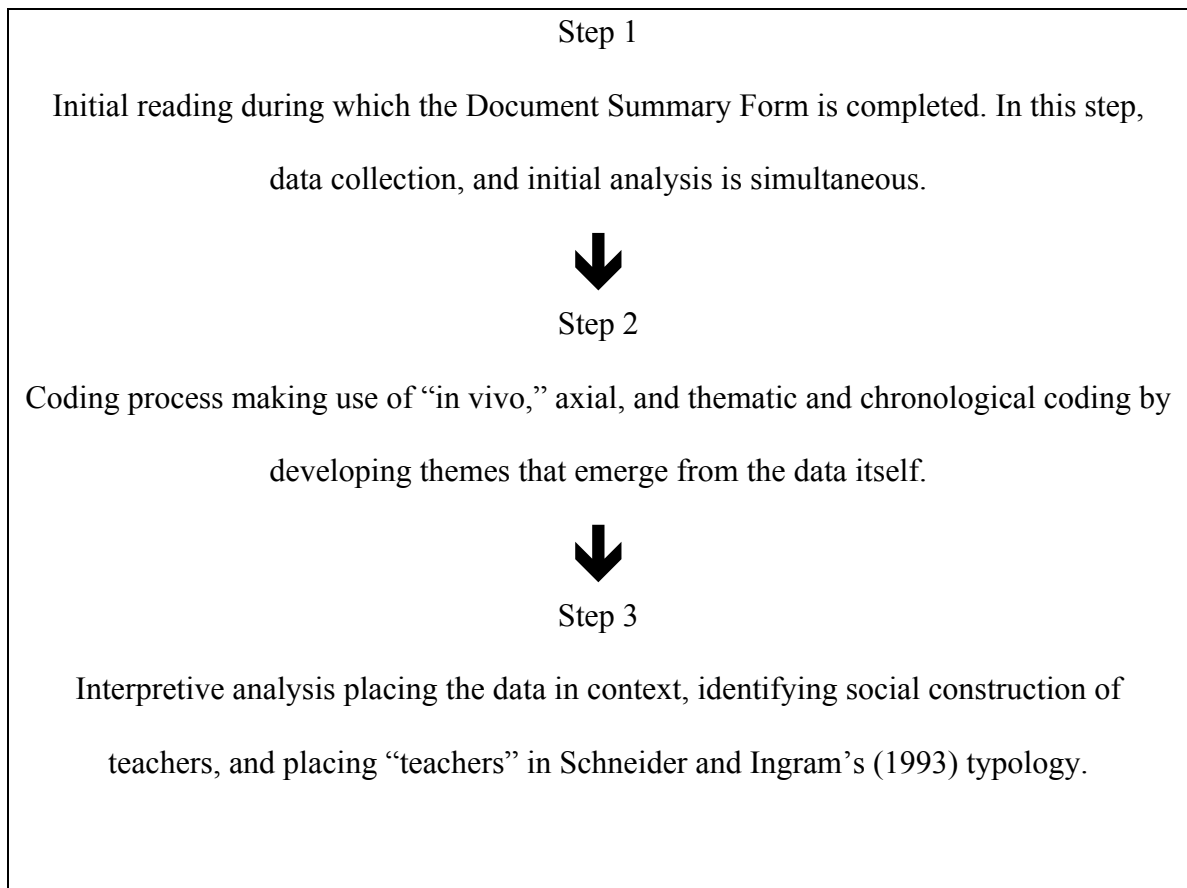 Step 1
Initial reading during which the Document Summary Form is completed. In this step,
data collection, and initial analysis is simultaneous.
Step 2
Coding process making use of “in vivo,” axial, and thematic and chronological coding by
developing themes that emerge from the data itself.
Step 3
Interpretive analysis placing the data in context, identifying social construction of
teachers, and placing “teachers” in Schneider and Ingram’s (1993) typology.